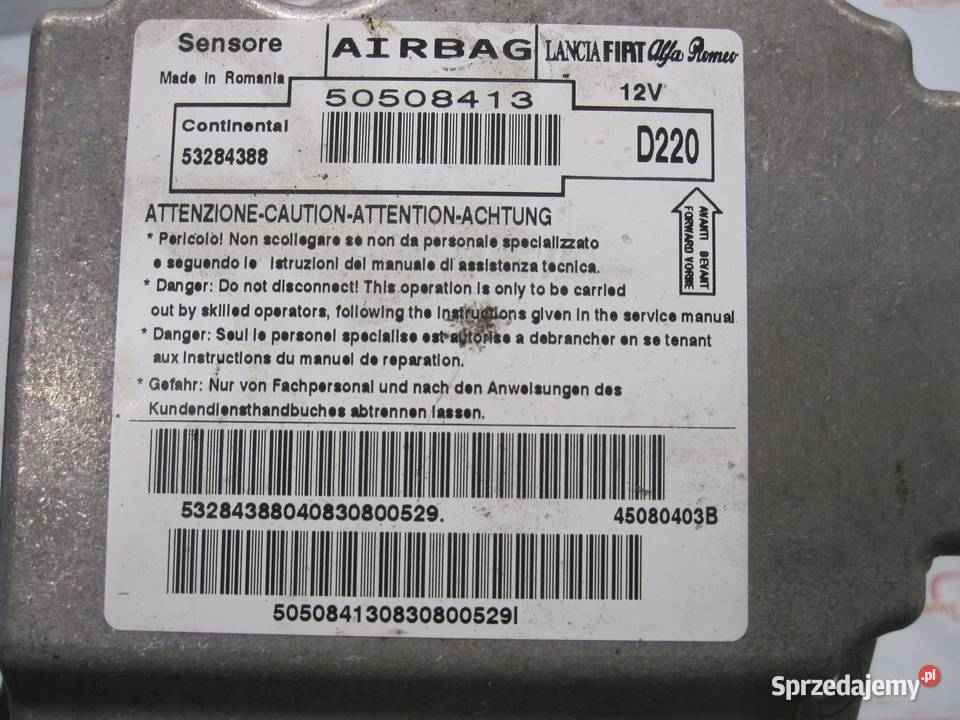 Sensore AIRBAG LANCIA FIAT Alfa Romeo
Made in Romania
50508413 12V
Continental
53284388 D220
ATTENZIONE-CAUTION-ATTENTION-ACHTUNG
AVANTI DEVANT
FORWARD VORNE
* Pericolo! Non scollegare se non da personale specializzato
e seguendo le istruzioni del manuale di assistenza tecnica.
* Danger: Do not disconnect! This operation is only to be carried
out by skilled operators, following the instructions given in the service manual
* Danger: Seul le personel specialise est autorise a debrancher en se tenant
aux instructions du manuel de reparation.
* Gefahr: Nur von Fachpersonal und nach den Anweisungen des
Kundendiensthandbuches abtrennen lassen.
53284388040830800529. 45080403B
505084130830800529I
Sprzedajemy.pl